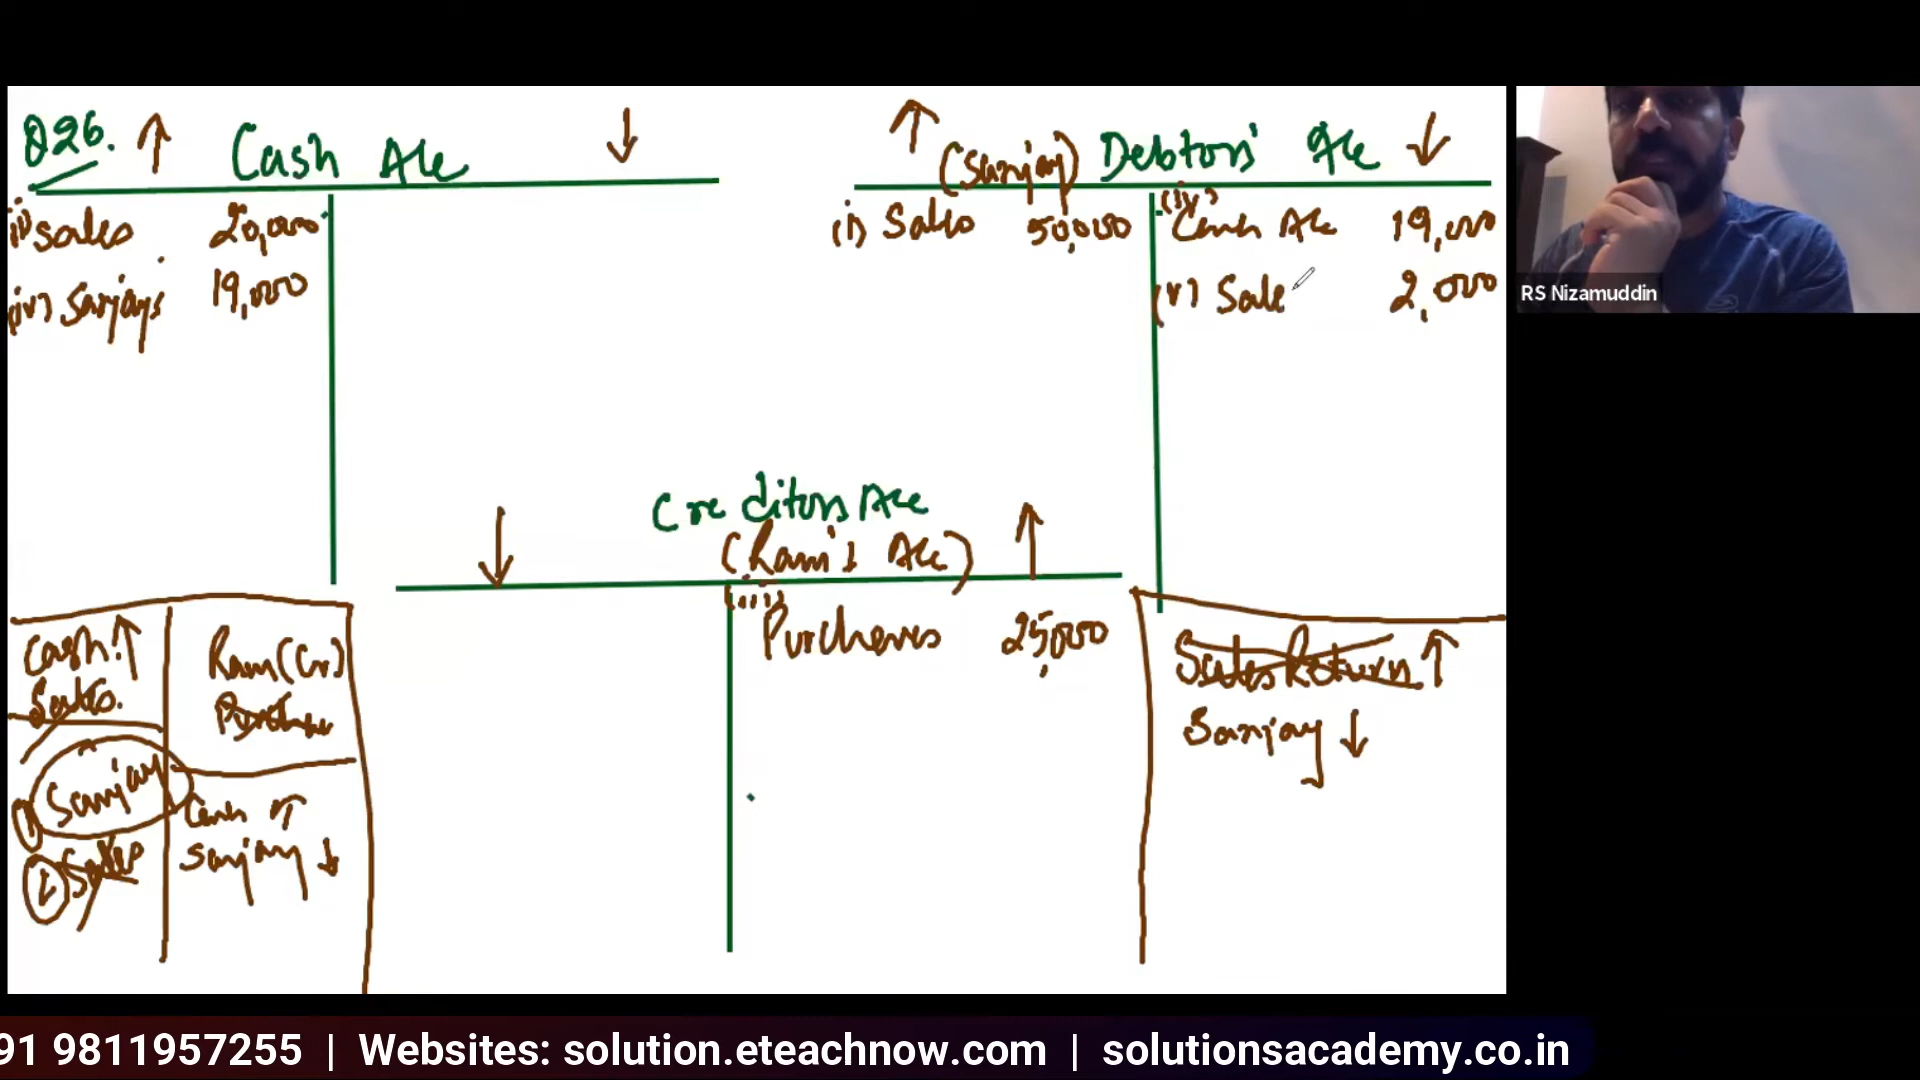 Q26. ↑ Cash A/c ↓
(ii) Sales 20,000
(iv) Sanjay's 19,000
↑ (Sanjay) Debtors' A/c ↓
(i) Sales 50,000
(iv) Cash A/c 19,000
(v) Sale 2,000
RS Nizamuddin
↓ Creditors A/c ↑
(Ram's A/c)
(iii)
Purchases 25,000
Cash ↑
Sales.
Sanjay
Sales
Ram (Cr)
Purchase
Cash ↑
Sanjay ↓
Sales Return ↑
Sanjay ↓
91 9811957255 | Websites: solution.eteachnow.com | solutionsacademy.co.in